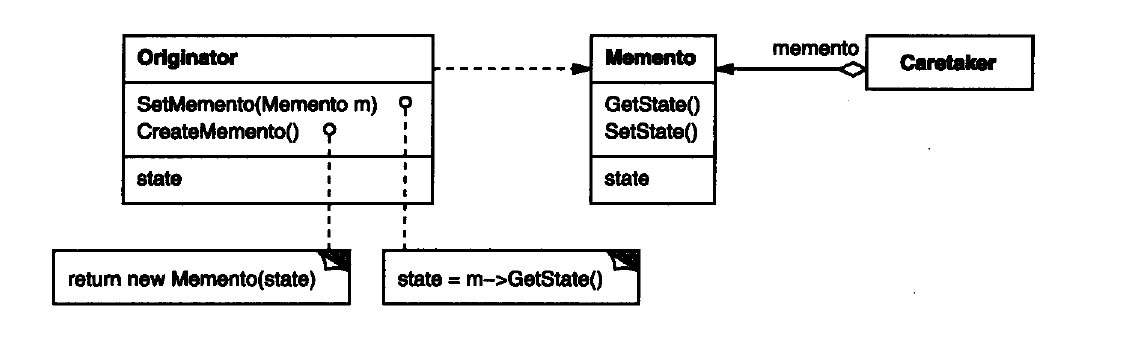 Originator
SetMemento(Memento m)
CreateMemento()
state
Memento
GetState()
SetState()
state
memento
Caretaker
return new Memento(state)
state = m->GetState()